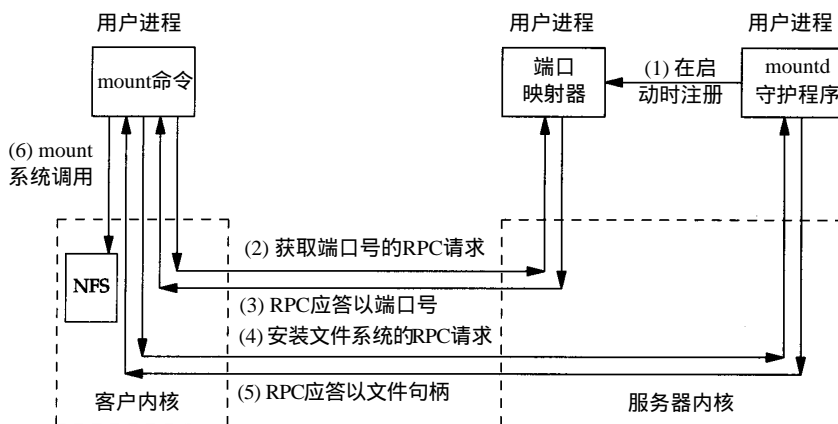 用户进程
用户进程
用户进程
mount命令
端口
映射器
(1) 在启
动时注册
mountd
守护程序
(6) mount
系统调用
(2) 获取端口号的RPC请求
NFS
(3) RPC应答以端口号
(4) 安装文件系统的RPC请求
(5) RPC应答以文件句柄
客户内核
服务器内核